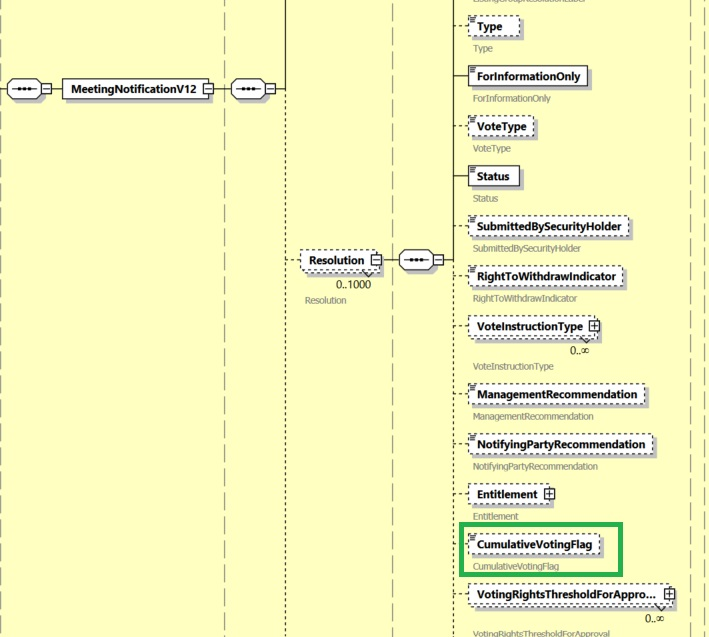 Type
Type
MeetingNotificationV12
ForInformationOnly
ForInformationOnly
VoteType
VoteType
Status
Status
SubmittedBySecurityHolder
SubmittedBySecurityHolder
Resolution
0..1000
Resolution
RightToWithdrawIndicator
RightToWithdrawIndicator
VoteInstructionType
0..∞
VoteInstructionType
ManagementRecommendation
ManagementRecommendation
NotifyingPartyRecommendation
NotifyingPartyRecommendation
Entitlement
Entitlement
CumulativeVotingFlag
CumulativeVotingFlag
VotingRightsThresholdForAppro...
0..∞
VotingRightsThresholdForApproval